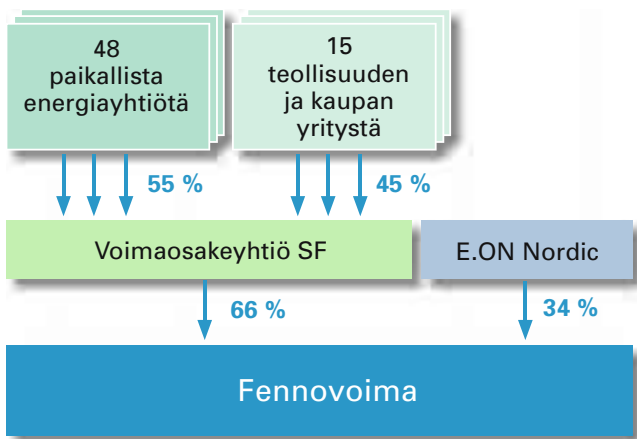 48
paikallista
energiayhtiötä
15
teollisuuden
ja kaupan
yritystä
55 %
45 %
Voimaosakeyhtiö SF
E.ON Nordic
66 %
34 %
Fennovoima